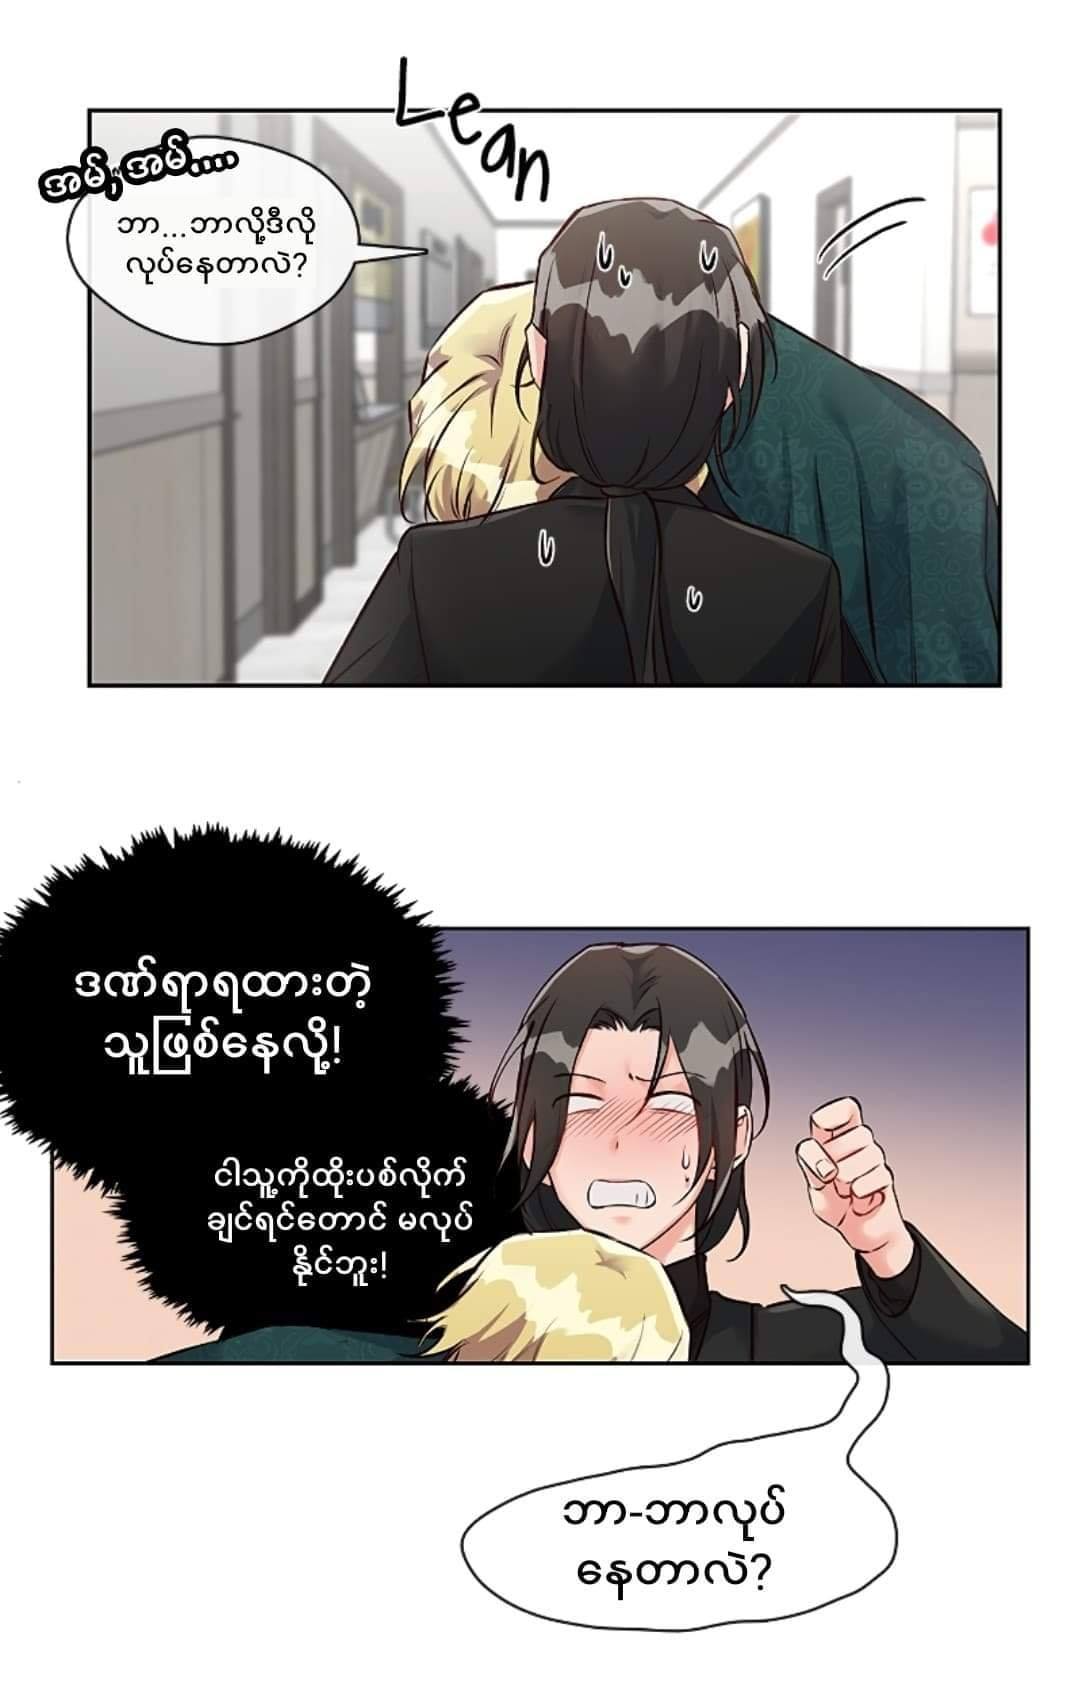 Lean
အမ်, အမ်....
ဘာ...ဘာလို့ဒီလို
လုပ်နေတာလဲ?
ဒဏ်ရာရထားတဲ့
သူဖြစ်နေလို့!
ငါသူ့ကိုထိုးပစ်လိုက်
ချင်ရင်တောင် မလုပ်
နိုင်ဘူး!
ဘာ-ဘာလုပ်
နေတာလဲ?